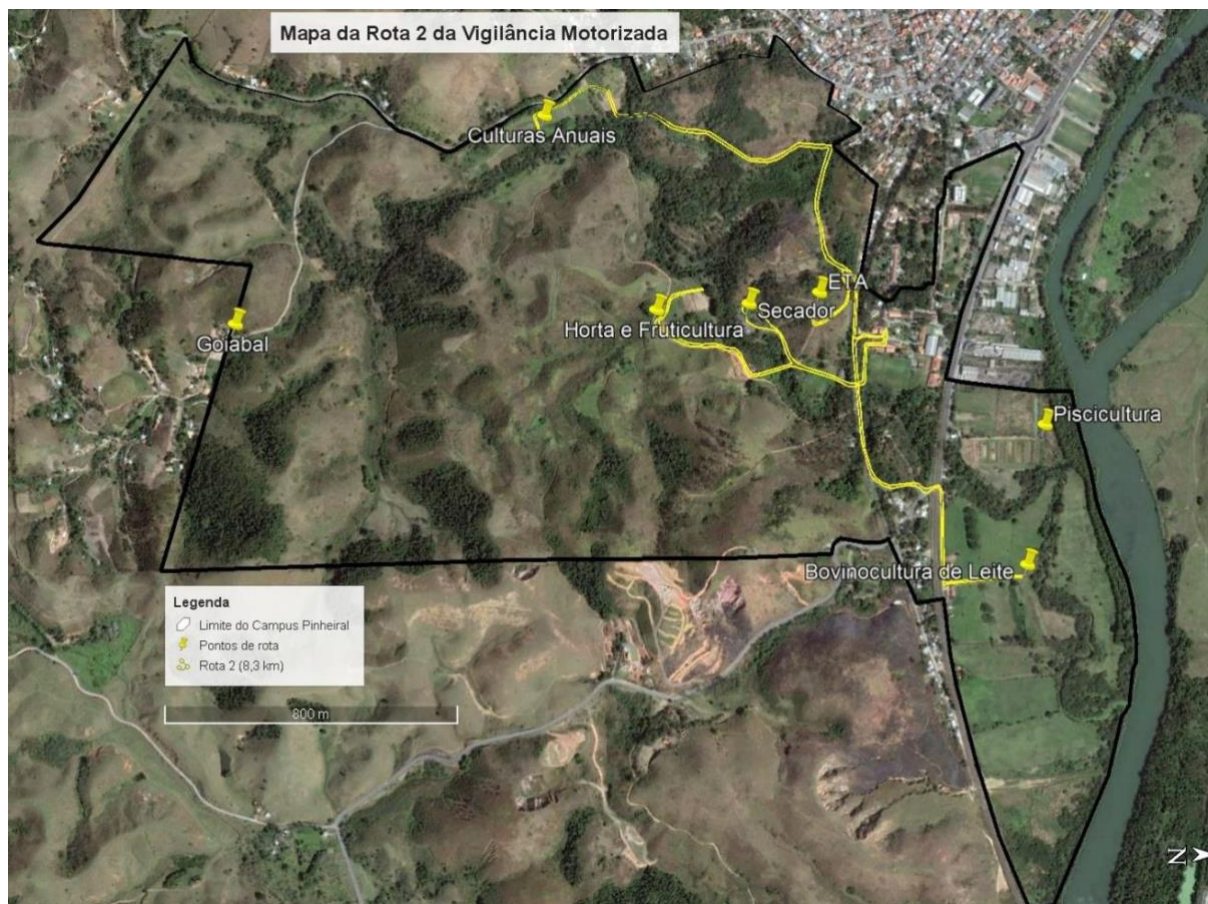 Mapa da Rota 2 da Vigilância Motorizada
Culturas Anuais
ETA
Secador
Horta e Fruticultura
Goiabal
Piscicultura
Bovinocultura de Leite
Legenda
Limite do Campus Pinheiral
Pontos de rota
Rota 2 (8,3 km)
800 m
N